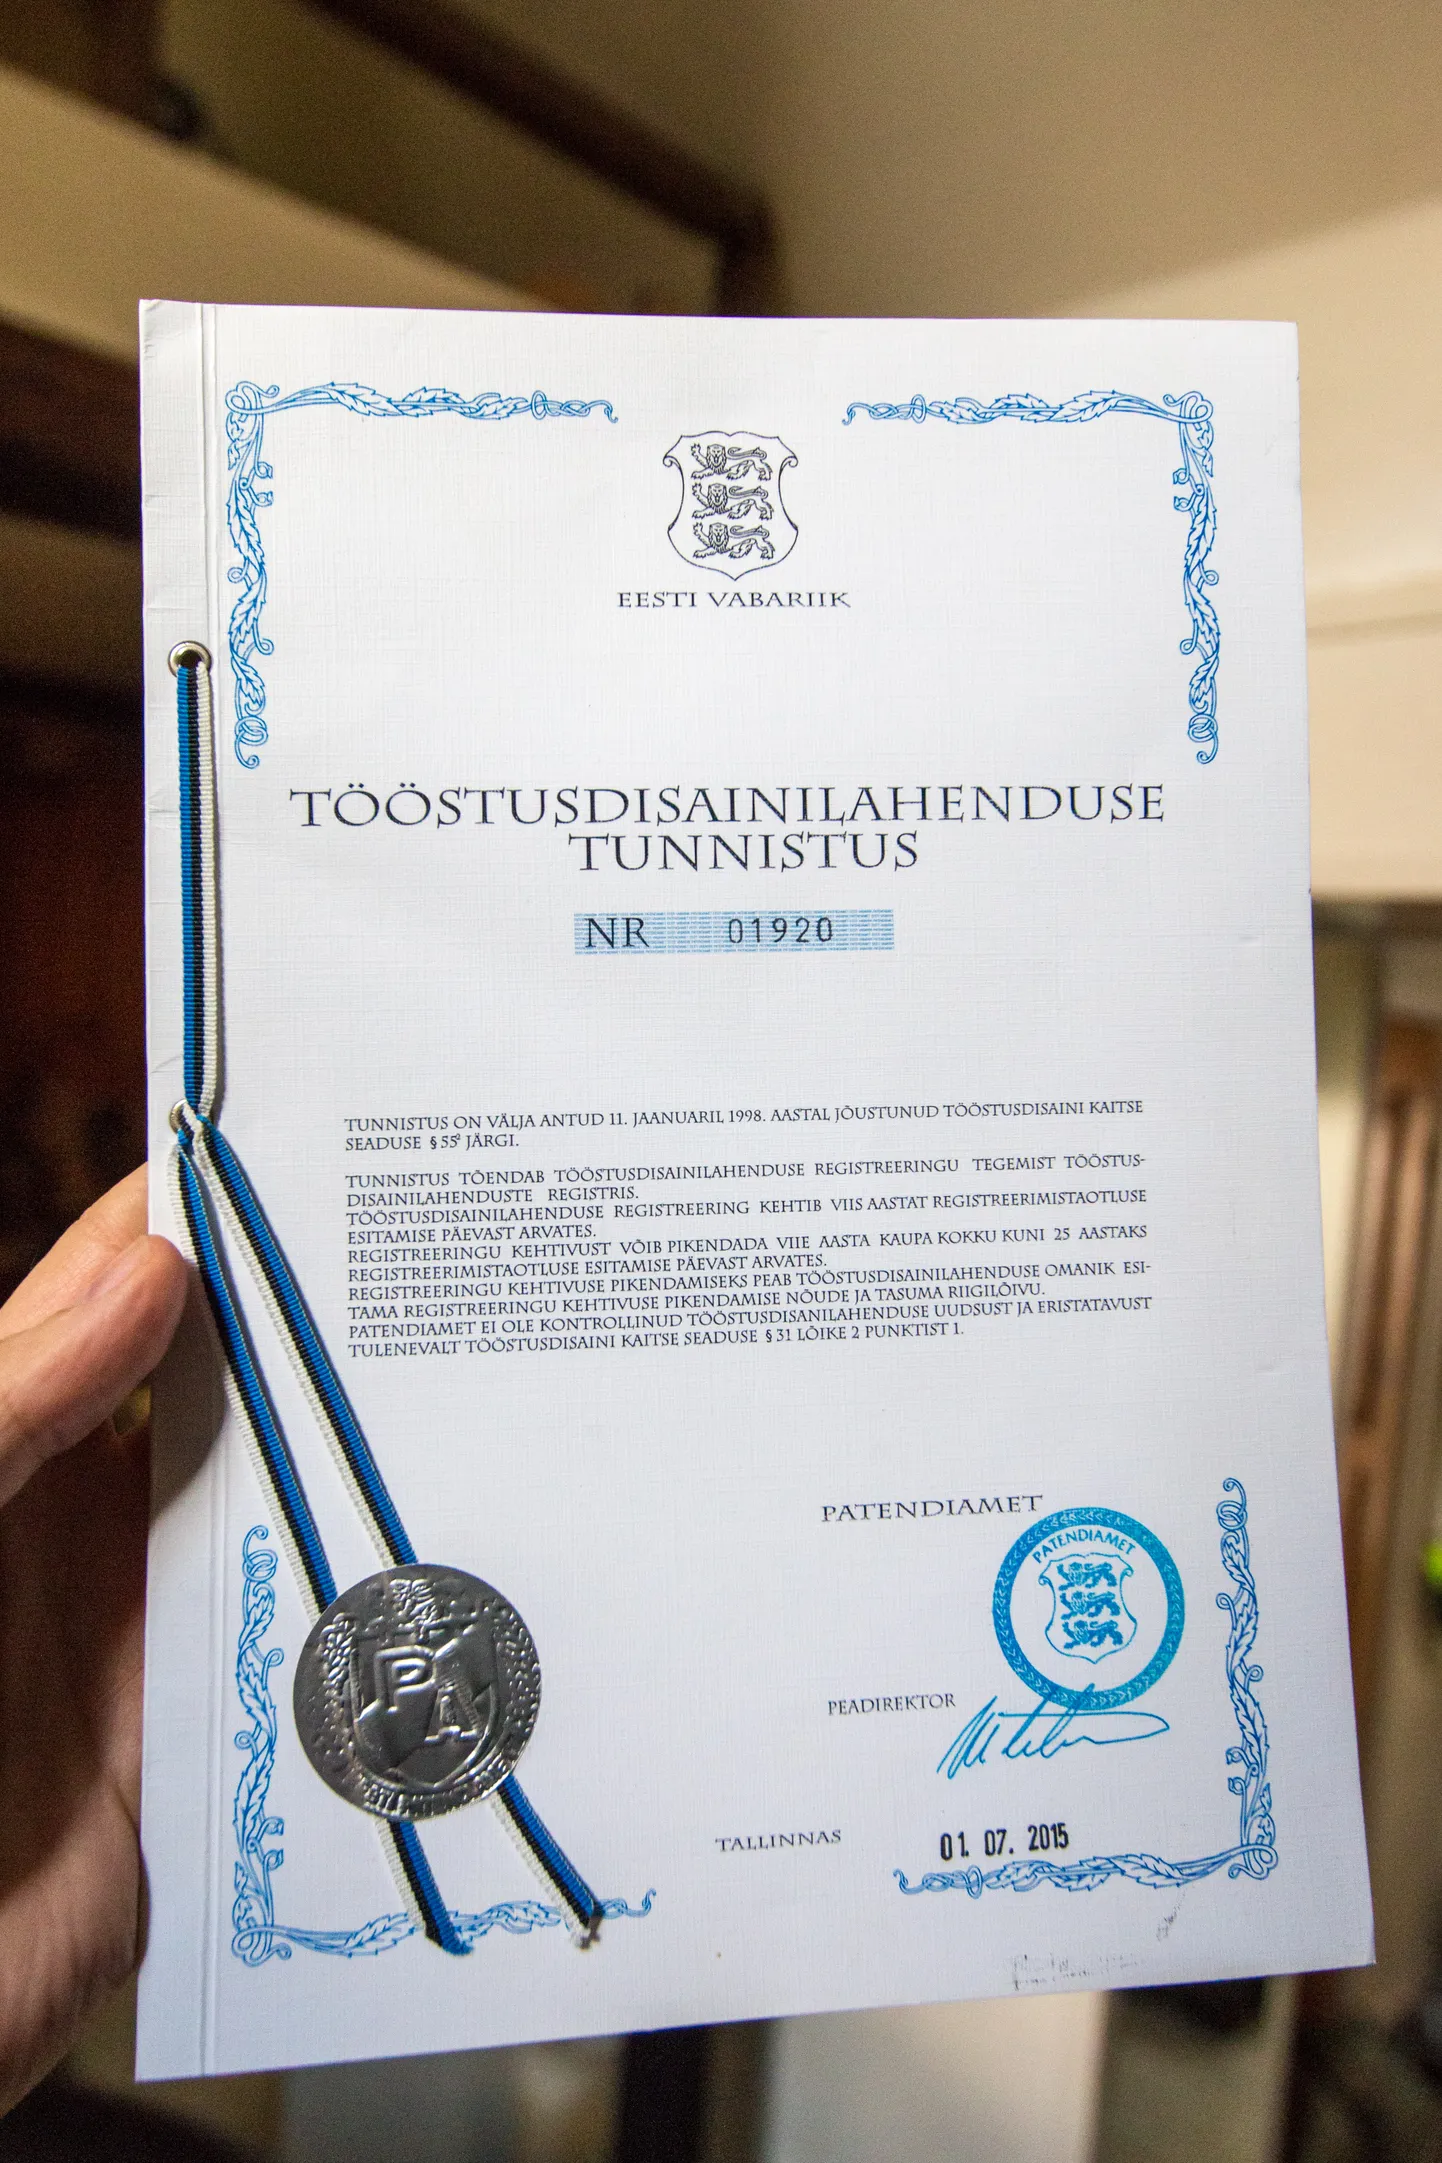 EESTI VABARIIK
TÖÖSTUSDISAINILAHENDUSE
TUNNISTUS
NR 01920
TUNNISTUS ON VÄLJA ANTUD 11. JAANUARIL 1998. AASTAL JÕUSTUNUD TÖÖSTUSDISAINI KAITSE
SEADUSE § 55² JÄRGI.
TUNNISTUS TÕENDAB TÖÖSTUSDISAINILAHENDUSE REGISTREERINGU TEGEMIST TÖÖSTUS-
DISAINILAHENDUSTE REGISTRIS.
TÖÖSTUSDISAINILAHENDUSE REGISTREERING KEHTIB VIIS AASTAT REGISTREERIMISTAOTLUSE
ESITAMISE PÄEVAST ARVATES.
REGISTREERINGU KEHTIVUST VÕIB PIKENDADA VIIE AASTA KAUPA KOKKU KUNI 25 AASTAKS
REGISTREERIMISTAOTLUSE ESITAMISE PÄEVAST ARVATES.
REGISTREERINGU KEHTIVUSE PIKENDAMISEKS PEAB TÖÖSTUSDISAINILAHENDUSE OMANIK ESI-
TAMA REGISTREERINGU KEHTIVUSE PIKENDAMISE NÕUDE JA TASUMA RIIGILÕIVU.
PATENDIAMET EI OLE KONTROLLINUD TÖÖSTUSDISANILAHENDUSE UUDSUST JA ERISTATAVUST
TULENEVALT TÖÖSTUSDISAINI KAITSE SEADUSE § 31 LÕIKE 2 PUNKTIST 1.
PATENDIAMET
PATENDIAMET
PA
PEADIREKTOR
TALLINNAS 01. 07. 2015